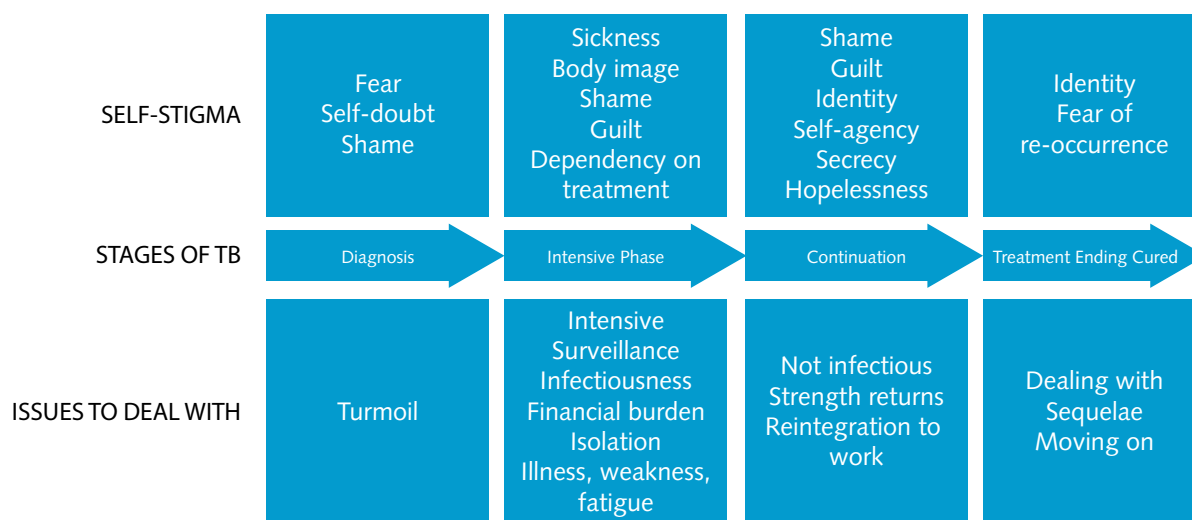 SELF-STIGMA
Fear
Self-doubt
Shame
Sickness
Body image
Shame
Guilt
Dependency on
treatment
Shame
Guilt
Identity
Self-agency
Secrecy
Hopelessness
Identity
Fear of
re-occurrence
STAGES OF TB
Diagnosis
Intensive Phase
Continuation
Treatment Ending Cured
ISSUES TO DEAL WITH
Turmoil
Intensive
Surveillance
Infectiousness
Financial burden
Isolation
Illness, weakness,
fatigue
Not infectious
Strength returns
Reintegration to
work
Dealing with
Sequelae
Moving on